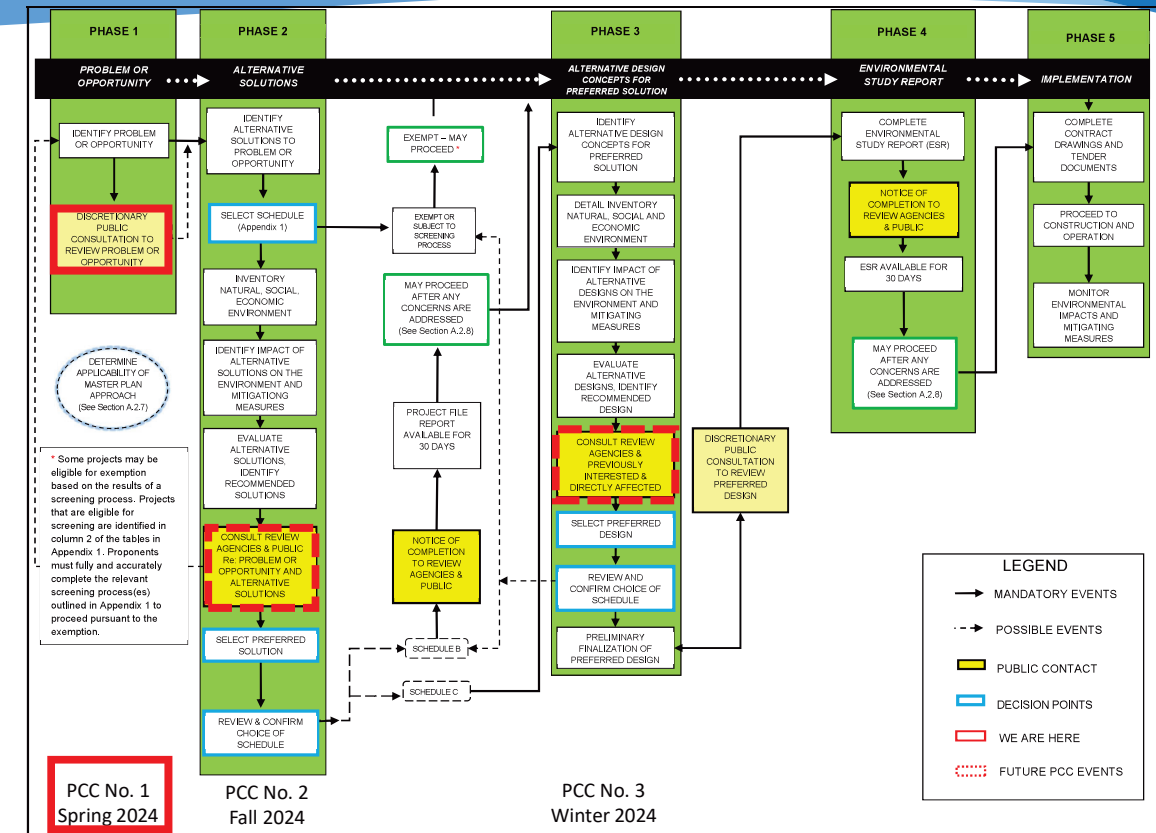 PHASE 1
PROBLEM OR
OPPORTUNITY
IDENTIFY PROBLEM
OR OPPORTUNITY
DISCRETIONARY
PUBLIC
CONSULTATION TO
REVIEW PROBLEM OR
OPPORTUNITY
DETERMINE
APPLICABILITY OF
MASTER PLAN
APPROACH
(See Section A.2.7)
* Some projects may be
eligible for exemption
based on the results of a
screening process. Projects
that are eligible for
screening are identified in
column 2 of the tables in
Appendix 1. Proponents
must fully and accurately
complete the relevant
screening process(es)
outlined in Appendix 1 to
proceed pursuant to the
exemption.
PCC No. 1
Spring 2024
PHASE 2
ALTERNATIVE
SOLUTIONS
IDENTIFY
ALTERNATIVE
SOLUTIONS TO
PROBLEM OR
OPPORTUNITY
SELECT SCHEDULE
(Appendix 1)
INVENTORY
NATURAL, SOCIAL,
ECONOMIC
ENVIRONMENT
IDENTIFY IMPACT OF
ALTERNATIVE
SOLUTIONS ON THE
ENVIRONMENT AND
MITIGATIONG
MEASURES
EVALUATE
ALTERNATIVE
SOLUTIONS,
IDENTIFY
RECOMMENDED
SOLUTIONS
CONSULT REVIEW
AGENCIES & PUBLIC
Re: PROBLEM OR
OPPORTUNITY AND
ALTERNATIVE
SOLUTIONS
SELECT PREFERRED
SOLUTION
REVIEW & CONFIRM
CHOICE OF
SCHEDULE
PCC No. 2
Fall 2024
EXEMPT – MAY
PROCEED *
EXEMPT OR
SUBJECT TO
SCREENING
PROCESS
MAY PROCEED
AFTER ANY
CONCERNS ARE
ADDRESSED
(See Section A.2.8)
PROJECT FILE
REPORT
AVAILABLE FOR
30 DAYS
NOTICE OF
COMPLETION
TO REVIEW
AGENCIES &
PUBLIC
SCHEDULE B
SCHEDULE C
PHASE 3
ALTERNATIVE DESIGN
CONCEPTS FOR
PREFERRED SOLUTION
IDENTIFY
ALTERNATIVE DESIGN
CONCEPTS FOR
PREFERRED
SOLUTION
DETAIL INVENTORY
NATURAL, SOCIAL AND
ECONOMIC
ENVIRONMENT
IDENTIFY IMPACT OF
ALTERNATIVE
DESIGNS ON THE
ENVIRONMENT AND
MITIGATING
MEASURES
EVALUATE
ALTERNATIVE
DESIGNS, IDENTIFY
RECOMMENDED
DESIGN
CONSULT REVIEW
AGENCIES &
PREVIOUSLY
INTERESTED &
DIRECTLY AFFECTED
SELECT PREFERRED
DESIGN
REVIEW AND
CONFIRM CHOICE OF
SCHEDULE
PRELIMINARY
FINALIZATION OF
PREFERRED DESIGN
PCC No. 3
Winter 2024
DISCRETIONARY
PUBLIC
CONSULTATION
TO REVIEW
PREFERRED
DESIGN
PHASE 4
ENVIRONMENTAL
STUDY REPORT
COMPLETE
ENVIRONMENTAL
STUDY REPORT (ESR)
NOTICE OF
COMPLETION TO
REVIEW AGENCIES
& PUBLIC
ESR AVAILABLE FOR
30 DAYS
MAY PROCEED
AFTER ANY
CONCERNS ARE
ADDRESSED
(See Section A.2.8)
PHASE 5
IMPLEMENTATION
COMPLETE
CONTRACT
DRAWINGS AND
TENDER
DOCUMENTS
PROCEED TO
CONSTRUCTION AND
OPERATION
MONITOR
ENVIRONMENTAL
IMPACTS AND
MITIGATING
MEASURES
LEGEND
MANDATORY EVENTS
POSSIBLE EVENTS
PUBLIC CONTACT
DECISION POINTS
WE ARE HERE
FUTURE PCC EVENTS